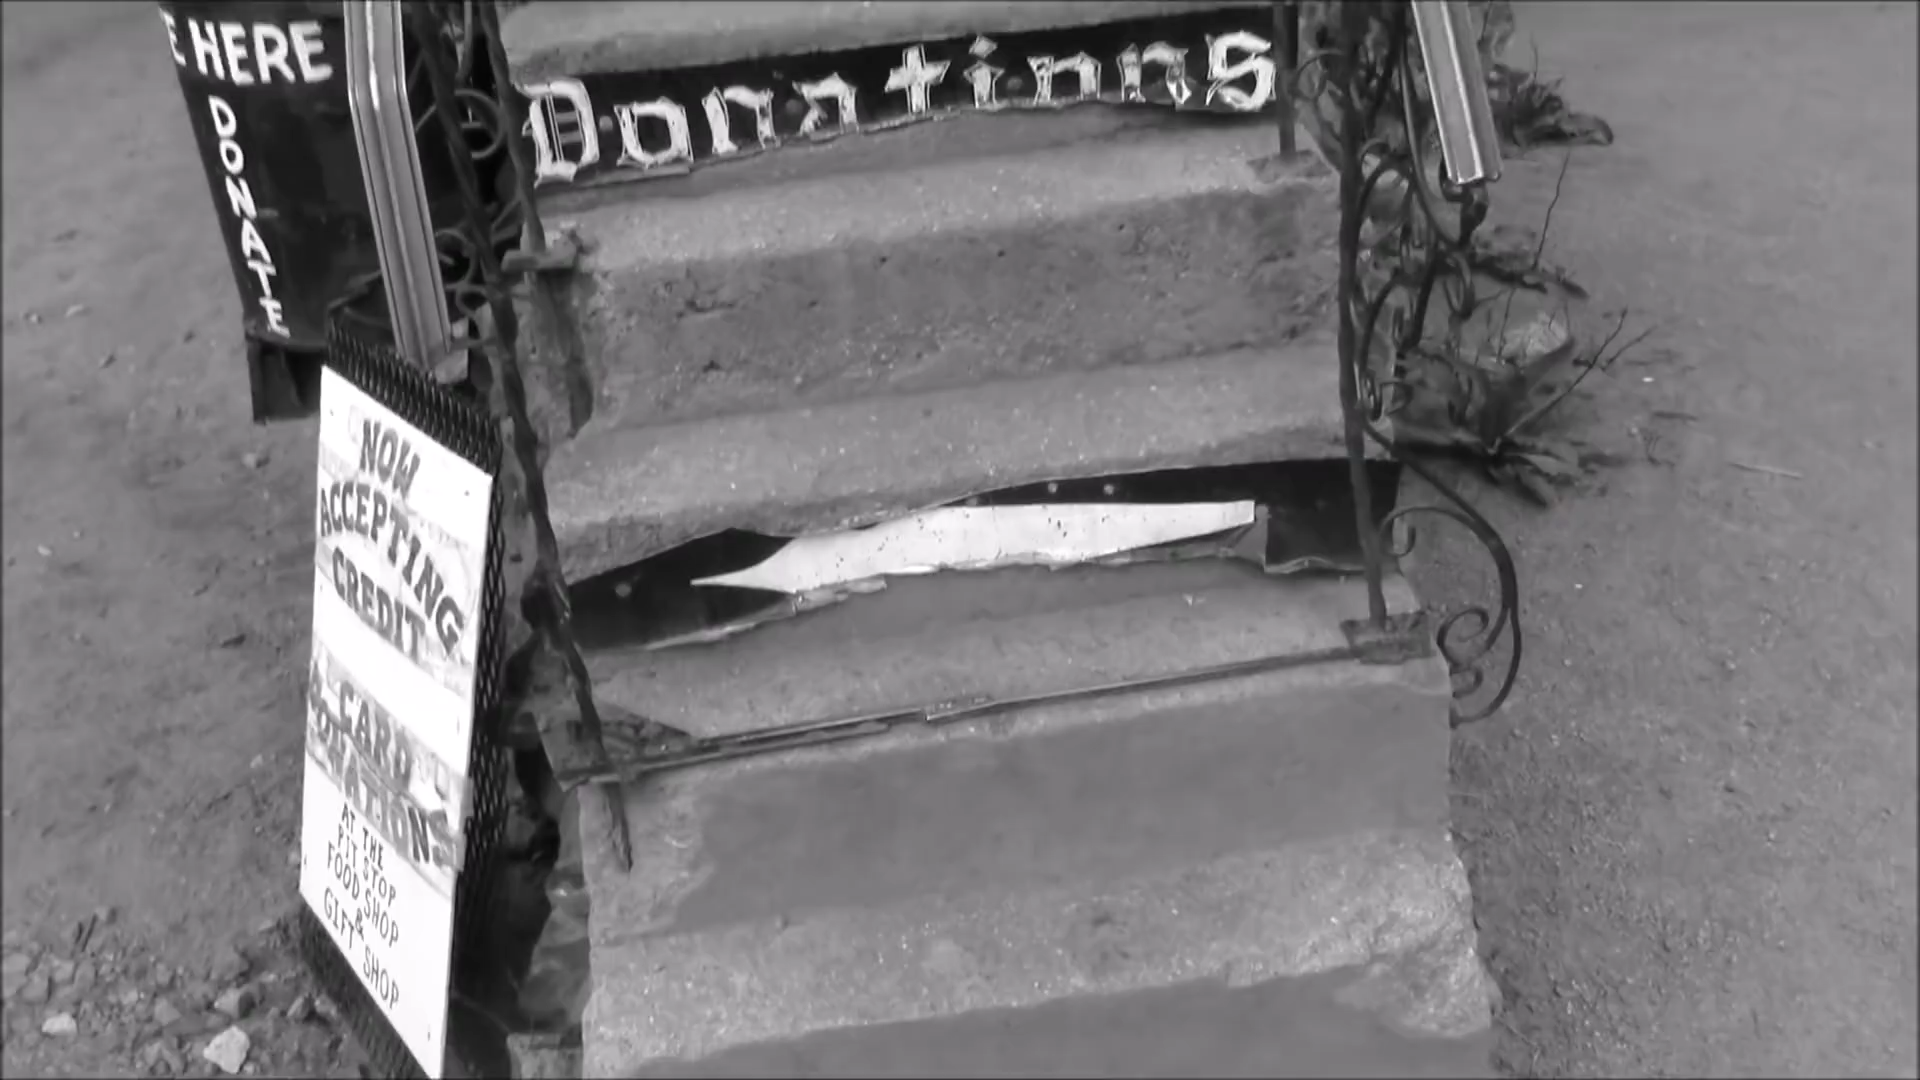 E HERE
DONATE
Donations
NOW
ACCEPTING
CREDIT
CARD
DONATIONS
AT THE
PIT STOP
FOOD SHOP
&
GIFT SHOP